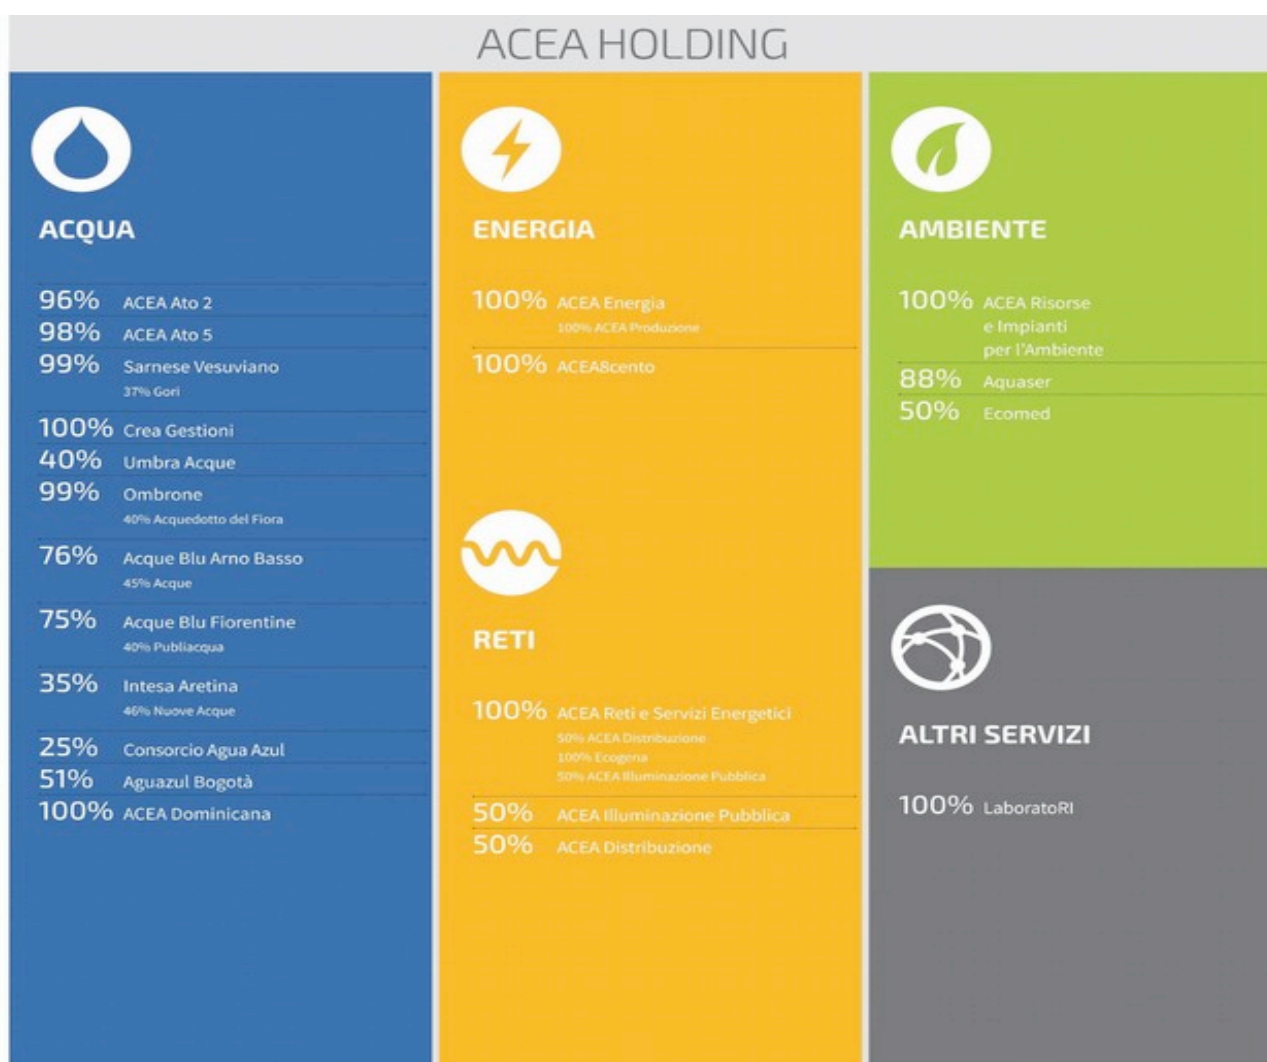 ACEA HOLDING
ACQUA
96% ACEA Ato 2
98% ACEA Ato 5
99% Sarnese Vesuviano
37% Gori
100% Crea Gestioni
40% Umbra Acque
99% Ombrone
40% Acquedotto del Fiora
76% Acque Blu Arno Basso
45% Acque
75% Acque Blu Fiorentine
40% Publiacqua
35% Intesa Aretina
46% Nuove Acque
25% Consorcio Agua Azul
51% Aguazul Bogotà
100% ACEA Dominicana
ENERGIA
100% ACEA Energia
100% ACEA Produzione
100% ACEA8cento
RETI
100% ACEA Reti e Servizi Energetici
50% ACEA Distribuzione
100% Ecogena
50% ACEA Illuminazione Pubblica
50% ACEA Illuminazione Pubblica
50% ACEA Distribuzione
AMBIENTE
100% ACEA Risorse
e Impianti
per l'Ambiente
88% Aquaser
50% Ecomed
ALTRI SERVIZI
100% LaboratoRI